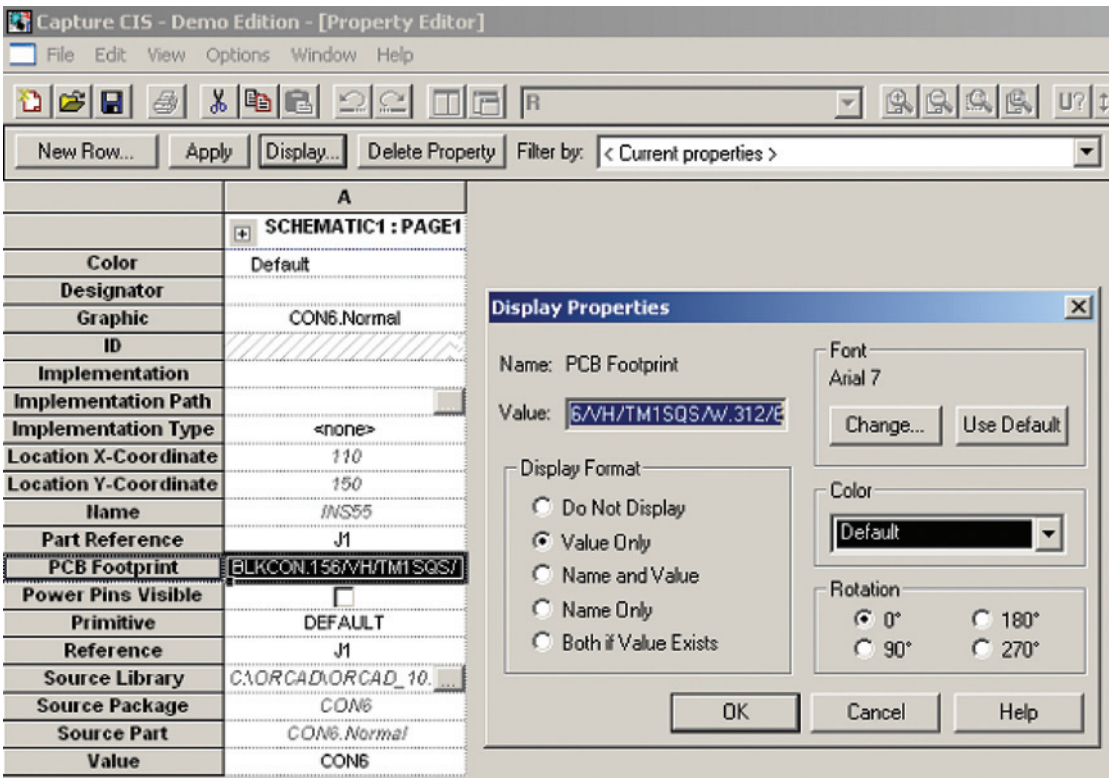 Capture CIS - Demo Edition - [Property Editor]
File Edit View Options Window Help
R
U?
New Row... Apply Display... Delete Property Filter by: < Current properties >
A
SCHEMATIC1 : PAGE1
Color Default
Designator
Graphic CON6.Normal
ID
Implementation
Implementation Path ...
Implementation Type <none>
Location X-Coordinate 110
Location Y-Coordinate 150
Name INS55
Part Reference J1
PCB Footprint BLKCON.156/VH/TM1SQS/
Power Pins Visible
Primitive DEFAULT
Reference J1
Source Library C:\ORCAD\ORCAD_10. ...
Source Package CON6
Source Part CON6.Normal
Value CON6
Display Properties
Name: PCB Footprint
Value: 6/VH/TM1SQS/W.312/6
Display Format
Do Not Display
Value Only
Name and Value
Name Only
Both if Value Exists
Font
Arial 7
Change... Use Default
Color
Default
Rotation
0° 180°
90° 270°
OK Cancel Help